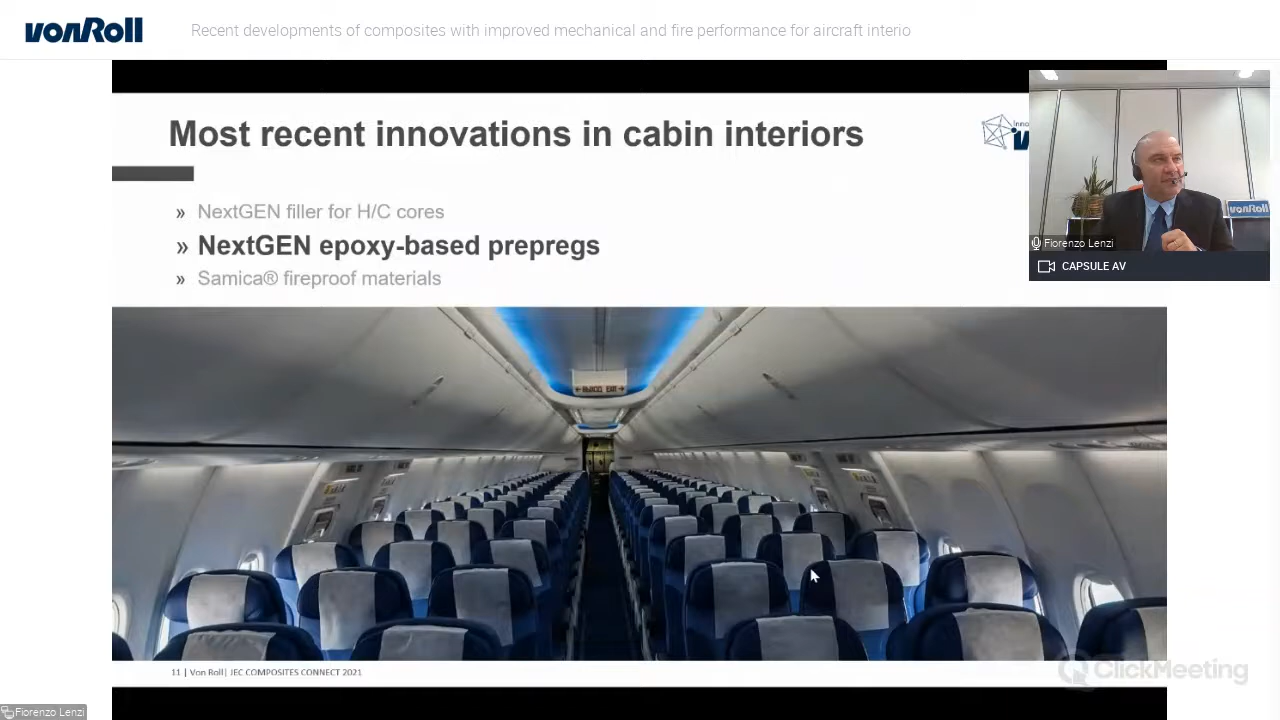 vonRoll
Recent developments of composites with improved mechanical and fire performance for aircraft interio
Most recent innovations in cabin interiors
» NextGEN filler for H/C cores
» NextGEN epoxy-based prepregs
» Samica® fireproof materials
vonRoll
Fiorenzo Lenzi
CAPSULE AV
EXIT
11 | Von Roll| JEC COMPOSITES CONNECT 2021
ClickMeeting
Fiorenzo Lenzi